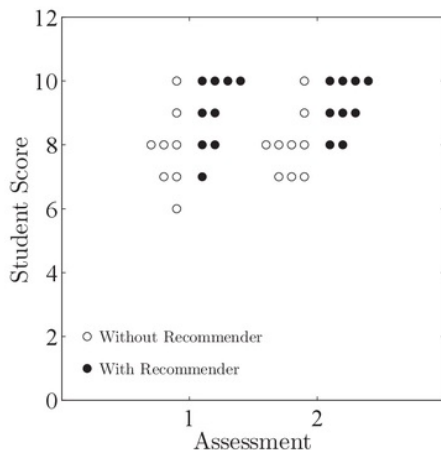 12
10
8
6
4
2
0
Student Score
Without Recommender
With Recommender
1 2
Assessment